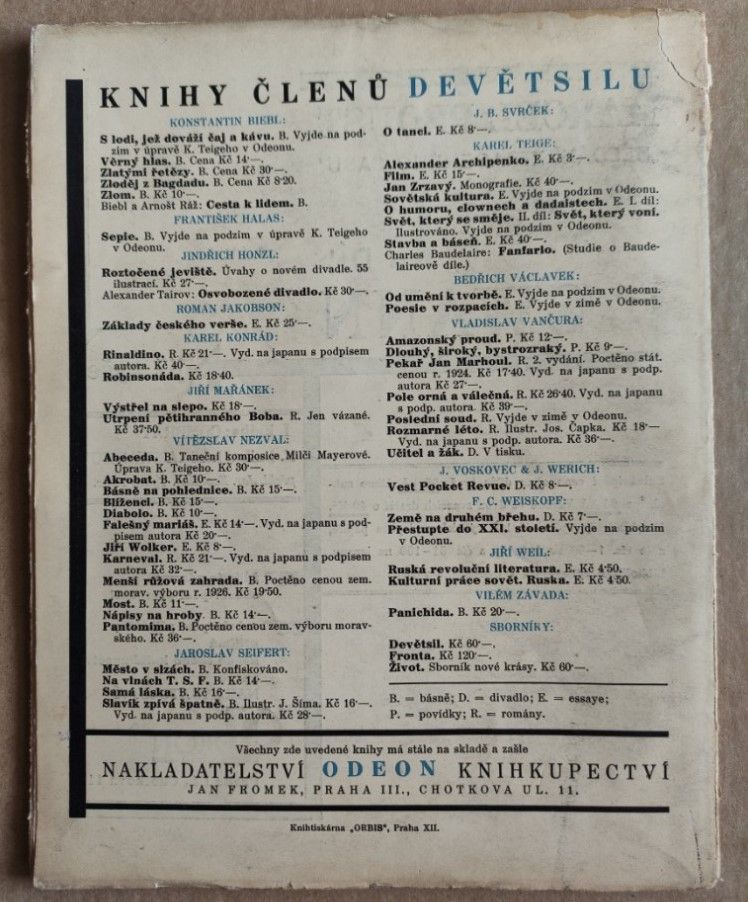 KNIHY ČLENŮ DEVĚTSILU
KONSTANTIN BIEBL:
S lodi, jež dováží čaj a kávu. B. Vyjde na pod-
zim v úpravě K. Teigeho v Odeonu.
Věrný hlas. B. Cena Kč 14·—.
Zlatými řetězy. B. Cena Kč 30·—.
Zloděj z Bagdadu. B. Cena Kč 8·20.
Zlom. B. Kč 10·—.
Biebl a Arnošt Ráž: Cesta k lidem. B.
FRANTIŠEK HALAS:
Sepie. B. Vyjde na podzim v úpravě K. Teigeho
v Odeonu.
JINDŘICH HONZL:
Roztočené jeviště. Úvahy o novém divadle. 55
ilustrací. Kč 27·—.
Alexander Tairov: Osvobozené divadlo. Kč 30·—.
ROMAN JAKOBSON:
Základy českého verše. E. Kč 25·—.
KAREL KONRÁD:
Rinaldino. R. Kč 21·—. Vyd. na japanu s podpisem
autora. Kč 40·—.
Robinsonáda. Kč 18·40.
JIŘÍ MAŘÁNEK:
Výstřel na slepo. Kč 18·—.
Utrpení pětihranného Boba. R. Jen vázané.
Kč 37·50.
VÍTĚZSLAV NEZVAL:
Abeceda. B. Taneční komposice Milči Mayerové.
Úprava K. Teigeho. Kč 30·—.
Akrobat. B. Kč 10·—.
Básně na pohlednice. B. Kč 15·—.
Blíženci. B. Kč 15·—.
Diabolo. B. Kč 10·—.
Falešný mariáš. E. Kč 14·—. Vyd. na japanu s pod-
pisem autora Kč 20·—.
Jiří Wolker. E. Kč 8·—.
Karneval. R. Kč 21·—. Vyd. na japanu s podpisem
autora Kč 32·—.
Menší růžová zahrada. B. Poctěno cenou zem.
morav. výboru r. 1926. Kč 19·50.
Most. B. Kč 11·—.
Nápisy na hroby. B. Kč 14·—.
Pantomima. B. Poctěno cenou zem. výboru morav-
ského. Kč 36·—.
JAROSLAV SEIFERT:
Město v slzách. B. Konfiskováno.
Na vlnách T. S. F. B. Kč 14·—.
Samá láska. B. Kč 16·—.
Slavík zpívá špatně. B. Ilustr. J. Šíma. Kč 16·—.
Vyd. na japanu s podp. autora. Kč 28·—.
J. B. SVRČEK:
O tanci. E. Kč 8·—.
KAREL TEIGE:
Alexander Archipenko. E. Kč 3·—.
Film. E. Kč 15·—.
Jan Zrzavý. Monografie. Kč 40·—.
Sovětská kultura. E. Vyjde na podzim v Odeonu.
O humoru, clownech a dadaistech. E. I. díl:
Svět, který se směje. II. díl: Svět, který voní.
Ilustrováno. Vyjde na podzim v Odeonu.
Stavba a báseň. E. Kč 40·—.
Charles Baudelaire: Fanfarlo. (Studie o Baude-
laireově díle.)
BEDŘICH VÁCLAVEK:
Od umění k tvorbě. E. Vyjde na podzim v Odeonu.
Poesie v rozpacích. E. Vyjde v zimě v Odeonu.
VLADISLAV VANČURA:
Amazonský proud. P. Kč 12·—.
Dlouhý, široký, bystrozraký. P. Kč 9·—.
Pekař Jan Marhoul. R. 2. vydání. Poctěno stát.
cenou r. 1924. Kč 17·40. Vyd. na japanu s podp.
autora Kč 27·—.
Pole orná a válečná. R. Kč 26·40. Vyd. na japanu
s podp. autora. Kč 39·—.
Poslední soud. R. Vyjde v zimě v Odeonu.
Rozmarné léto. R. Ilustr. Jos. Čapka. Kč 18·—
Vyd. na japanu s podp. autora. Kč 36·—.
Učitel a žák. D. V tisku.
J. VOSKOVEC & J. WERICH:
Vest Pocket Revue. D. Kč 8·—.
F. C. WEISKOPF:
Země na druhém břehu. D. Kč 7·—.
Přestupte do XXI. století. Vyjde na podzim
v Odeonu.
JIŘÍ WEIL:
Ruská revoluční literatura. E. Kč 4·50.
Kulturní práce sovět. Ruska. E. Kč 4·50.
VILÉM ZÁVADA:
Panichida. B. Kč 20·—.
SBORNÍKY:
Devětsil. Kč 60·—.
Fronta. Kč 120·—.
Život. Sborník nové krásy. Kč 60·—.
B. = básně; D. = divadlo; E. = essaye;
P. = povídky; R. = romány.
Všechny zde uvedené knihy má stále na skladě a zašle
NAKLADATELSTVÍ ODEON KNIHKUPECTVÍ
JAN FROMEK, PRAHA III., CHOTKOVA UL. 11.
Knihtiskárna „ORBIS“, Praha XII.